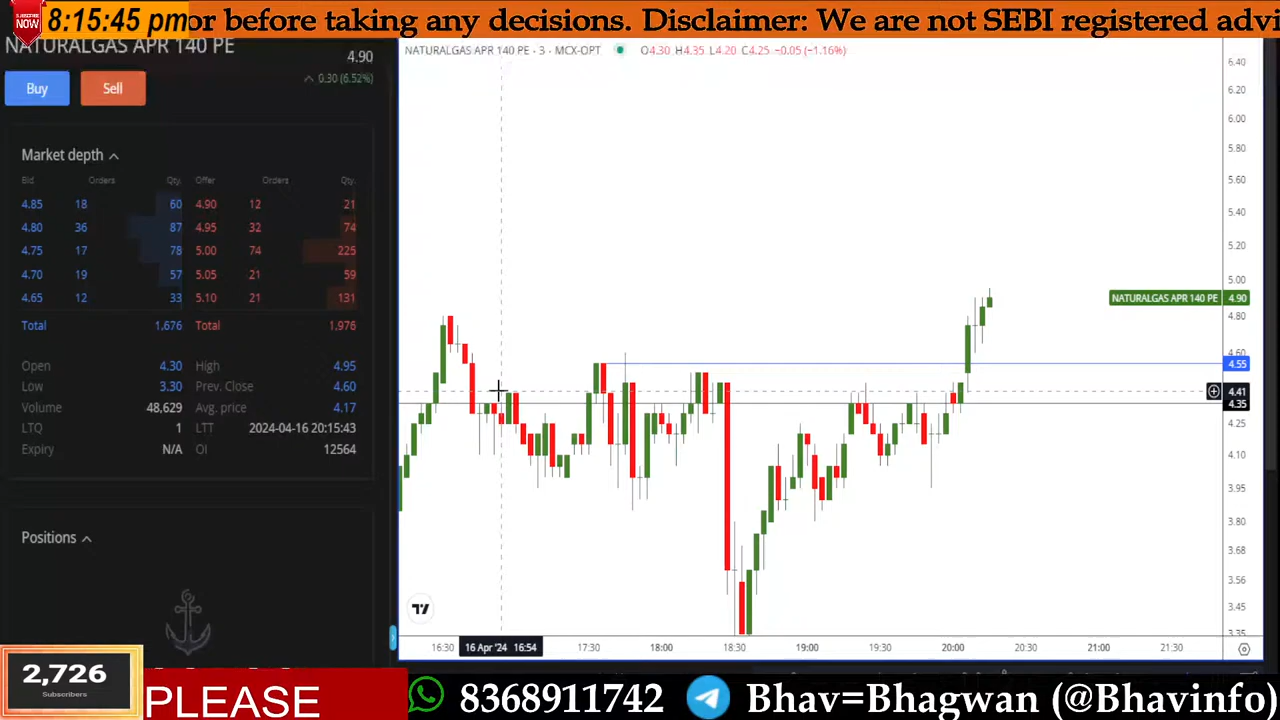 SUBSCRIBE
NOW
8:15:45 pm
or before taking any decisions. Disclaimer: We are not SEBI registered advi
NATURALGAS APR 140 PE
4.90
0.30 (6.52%)
Buy
Sell
Market depth
Bid Orders Qty. Offer Orders Qty.
4.85 18 60 4.90 12 21
4.80 36 87 4.95 32 74
4.75 17 78 5.00 74 225
4.70 19 57 5.05 21 59
4.65 12 33 5.10 21 131
Total 1,676 Total 1,976
Open 4.30 High 4.95
Low 3.30 Prev. Close 4.60
Volume 48,629 Avg. price 4.17
LTQ 1 LTT 2024-04-16 20:15:43
Expiry N/A OI 12564
Positions
NATURALGAS APR 140 PE - 3 - MCX-OPT O4.30 H4.35 L4.20 C4.25 −0.05 (−1.16%)
6.40
6.20
6.00
5.80
5.60
5.40
5.20
5.00
NATURALGAS APR 140 PE 4.90
4.80
4.60
4.55
4.41
4.35
4.25
4.10
3.95
3.80
3.68
3.56
3.45
3.35
16:30 16 Apr '24 16:54 17:30 18:00 18:30 19:00 19:30 20:00 20:30 21:00 21:30
2,726
Subscribers
PLEASE
8368911742
Bhav=Bhagwan (@Bhavinfo)